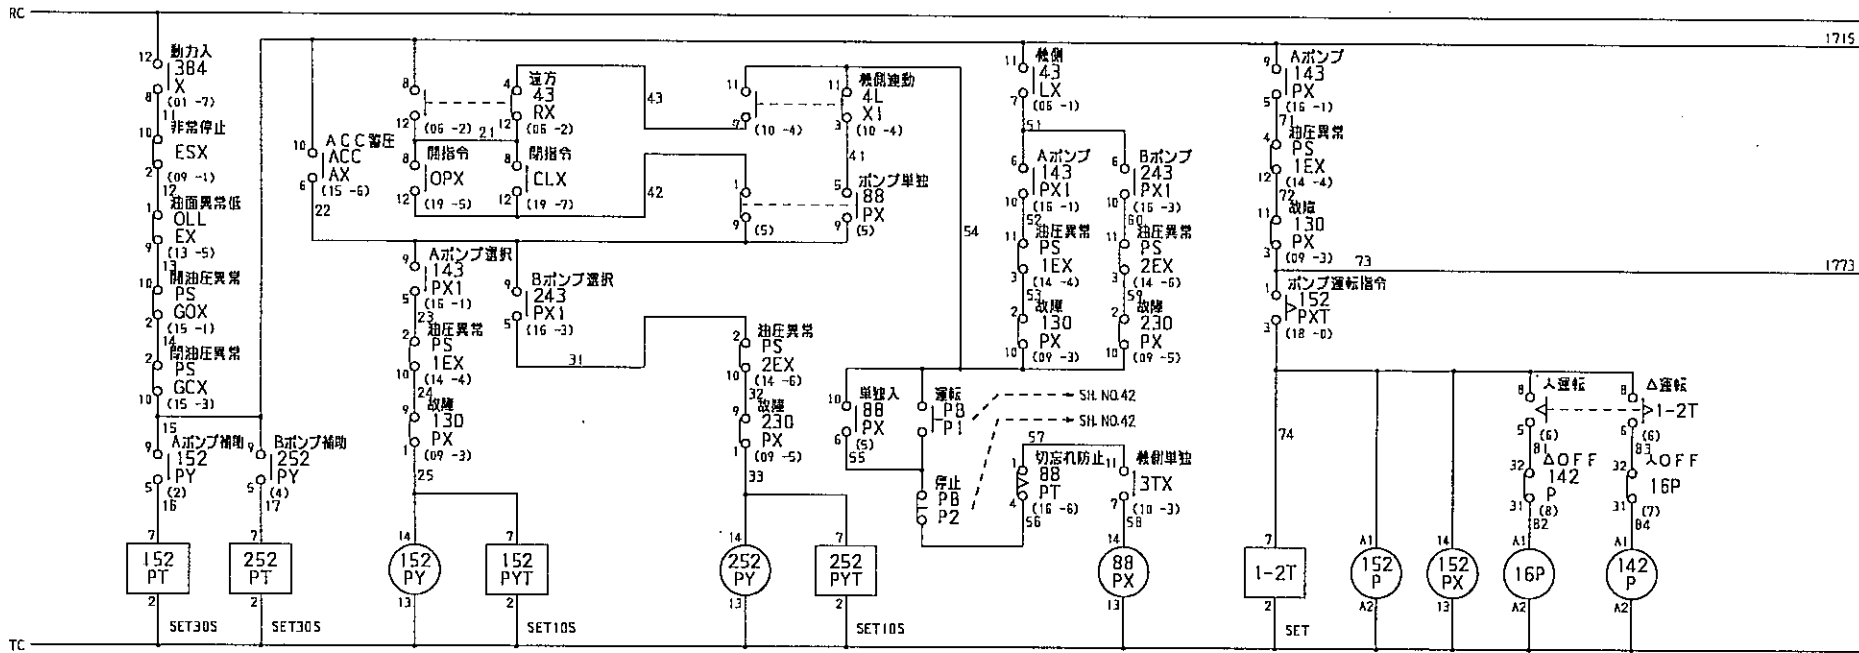 RC
1715
12
動力入
384
X
8
(01 -7)
11
10
非常停止
ESX
2
(09 -1)
12
1
油面異常低
OLL
EX
9
(13 -5)
13
10
開油圧異常
PS
GOX
2
(15 -1)
14
2
閉油圧異常
PS
GCX
10
(15 -3)
15
9
Aポンプ補助
152
PY
5
(2)
16
7
152
PT
2
SET30S
9
Bポンプ補助
252
PY
5
(4)
17
7
252
PT
2
SET30S
10
ACC蓄圧
ACC
AX
6
(15 -6)
22
8
12
(06 -2)
21
4
遠方
43
RX
12
(06 -2)
43
8
開指令
OPX
12
(19 -5)
8
閉指令
CLX
12
(19 -7)
42
11
7
(10 -4)
11
機側連動
4L
X1
3
(10 -4)
41
1
9
(5)
5
ポンプ単独
88
PX
9
(5)
54
9
Aポンプ選択
143
PX1
5
(16 -1)
23
2
油圧異常
PS
1EX
10
(14 -4)
24
9
故障
130
PX
1
(09 -3)
25
14
152
PY
13
7
152
PYT
2
SET10S
9
Bポンプ選択
243
PX1
5
(16 -3)
31
2
油圧異常
PS
2EX
10
(14 -6)
32
9
故障
230
PX
1
(09 -5)
33
14
252
PY
13
7
252
PYT
2
SET10S
11
機側
43
LX
7
(06 -1)
51
6
Aポンプ
143
PX1
10
(16 -1)
52
11
油圧異常
PS
1EX
3
(14 -4)
53
2
故障
130
PX
10
(09 -3)
6
Bポンプ
243
PX1
10
(16 -3)
60
11
油圧異常
PS
2EX
3
(14 -6)
59
2
故障
230
PX
10
(09 -5)
10
単独入
88
PX
6
(5)
55
運転
PB
P1
SH. NO.42
SH. NO.42
停止
PB
P2
57
1
切忘れ防止
88
PT
4
(16 -6)
56
11
機側単独
3TX
7
(10 -3)
58
14
88
PX
13
9
Aポンプ
143
PX
5
(16 -1)
71
4
油圧異常
PS
1EX
12
(14 -4)
72
11
故障
130
PX
3
(09 -3)
73
1773
1
ポンプ運転指令
152
PXT
3
(18 -0)
74
7
1-2T
2
SET
A1
152
P
A2
14
152
PX
13
8
人運転
5
(6)
81
32
△OFF
142
P
31
(8)
82
A1
16P
A2
8
△運転
1-2T
6
(6)
83
32
人OFF
16P
31
(7)
84
A1
142
P
A2
TC